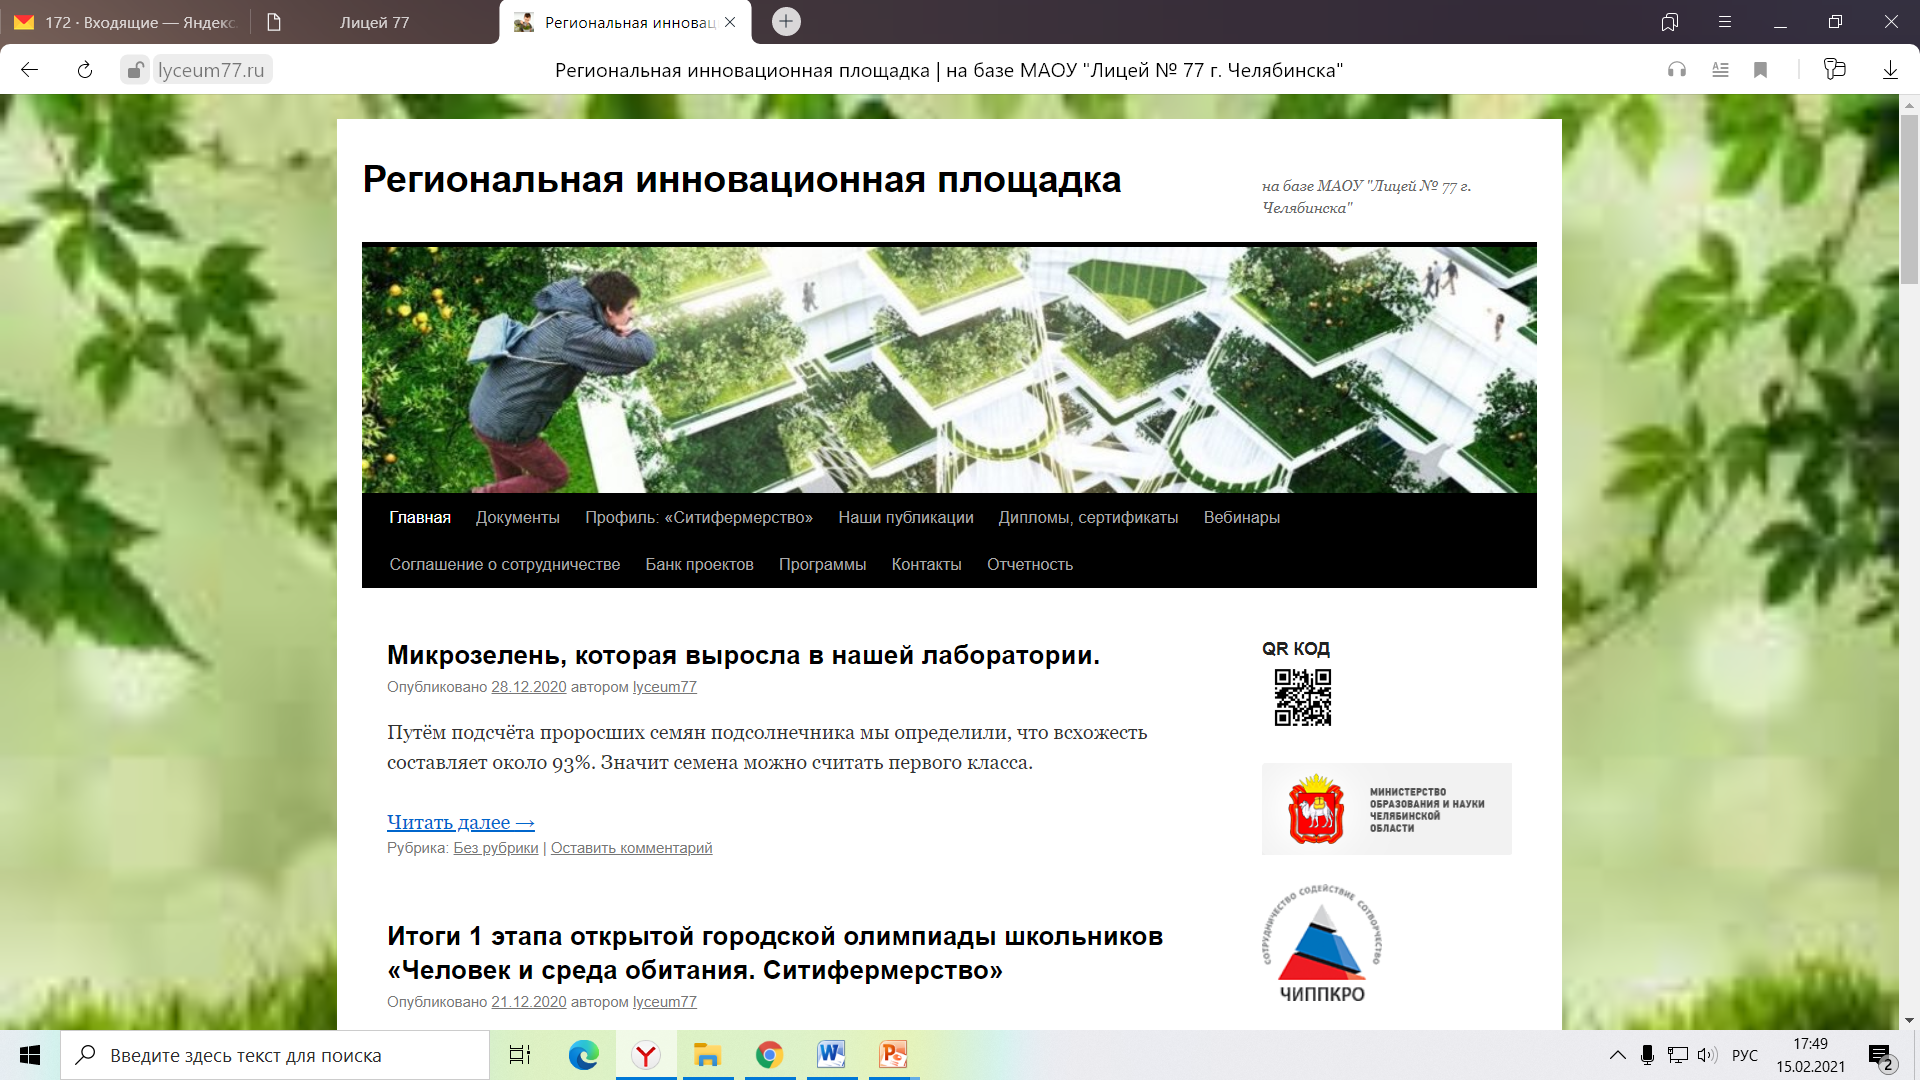 172 · Входящие — Яндекс
Лицей 77
Региональная инновац
lyceum77.ru
Региональная инновационная площадка | на базе МАОУ "Лицей № 77 г. Челябинска"
Региональная инновационная площадка
на базе МАОУ "Лицей № 77 г.
Челябинска"
Главная Документы Профиль: «Ситифермерство» Наши публикации Дипломы, сертификаты Вебинары
Соглашение о сотрудничестве Банк проектов Программы Контакты Отчетность
Микрозелень, которая выросла в нашей лаборатории.
Опубликовано 28.12.2020 автором lyceum77
Путём подсчёта проросших семян подсолнечника мы определили, что всхожесть
составляет около 93%. Значит семена можно считать первого класса.
Читать далее →
Рубрика: Без рубрики | Оставить комментарий
Итоги 1 этапа открытой городской олимпиады школьников
«Человек и среда обитания. Ситифермерство»
Опубликовано 21.12.2020 автором lyceum77
QR КОД
МИНИСТЕРСТВО
ОБРАЗОВАНИЯ И НАУКИ
ЧЕЛЯБИНСКОЙ
ОБЛАСТИ
СОТРУДНИЧЕСТВО СОДЕЙСТВИЕ СОТВОРЧЕСТВО
ЧИППКРО
Введите здесь текст для поиска
РУС
17:49
15.02.2021
2